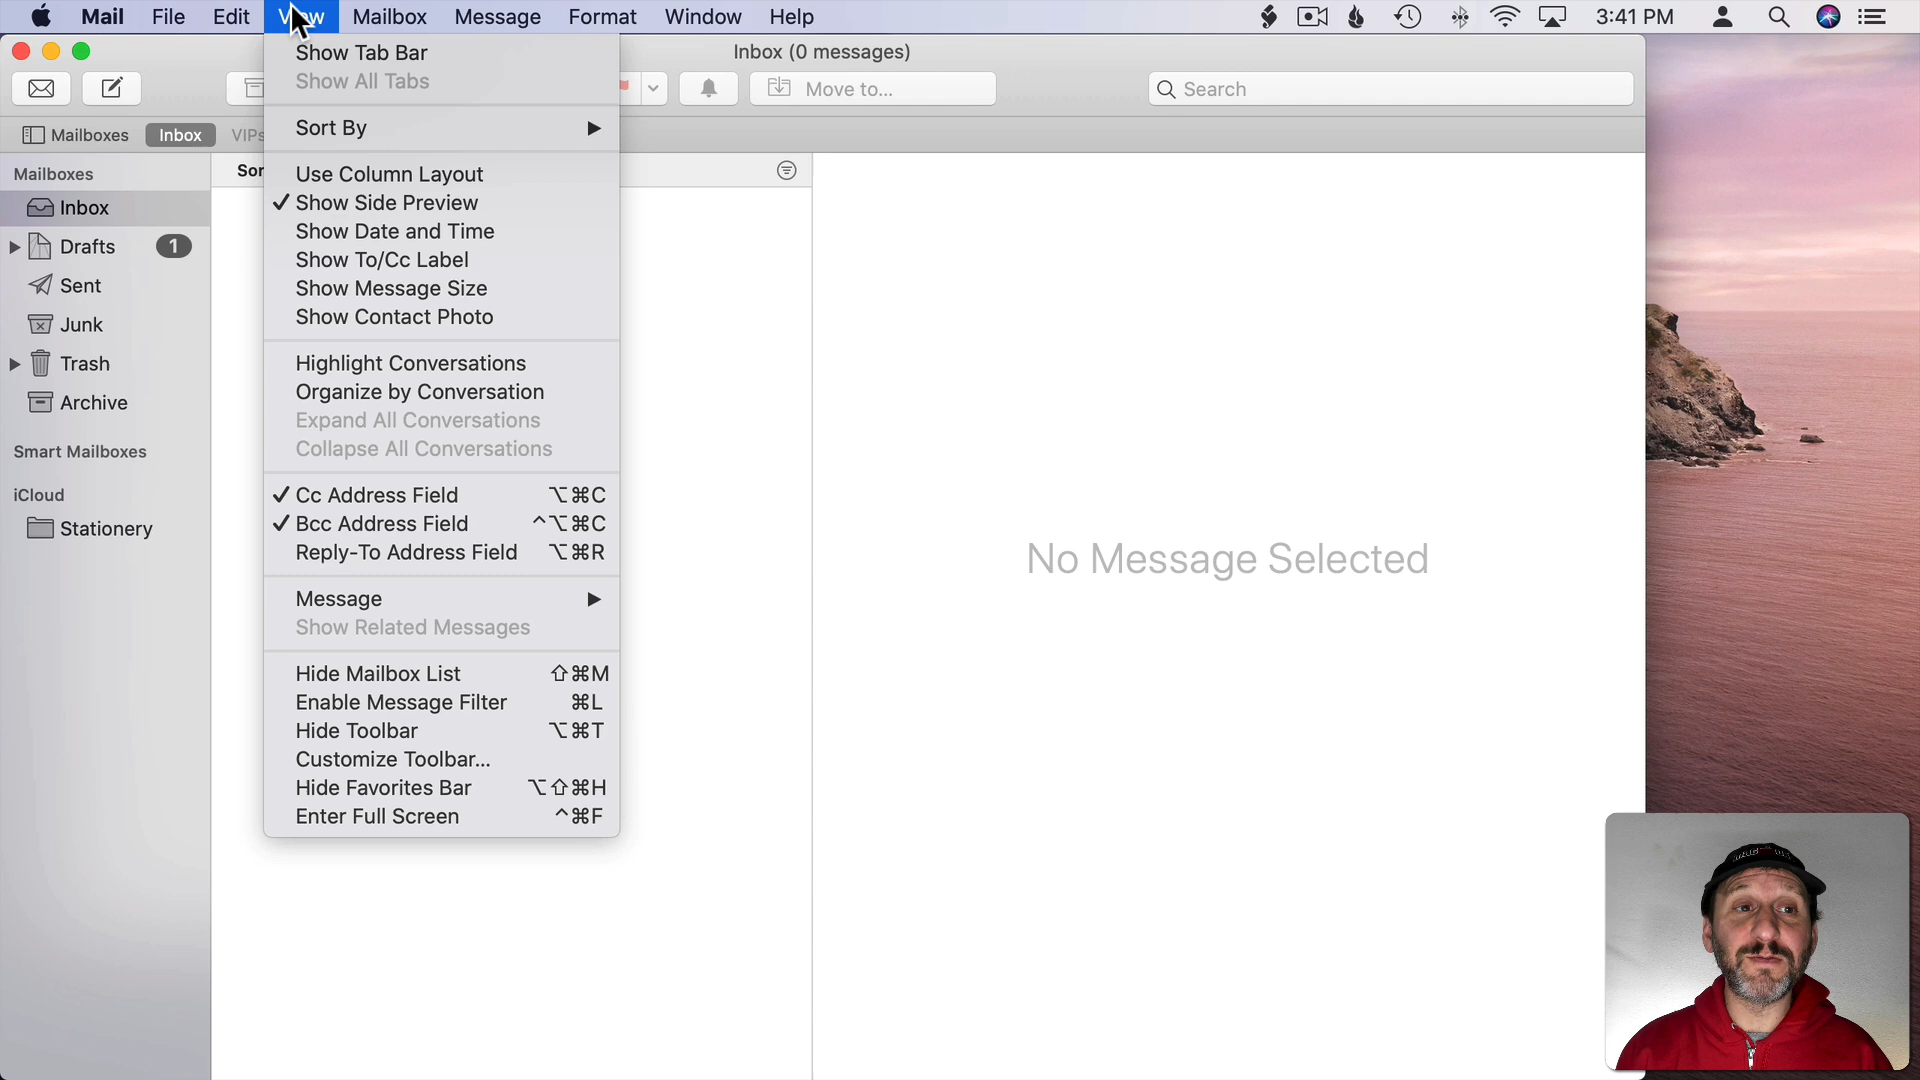 Mail File Edit View Mailbox Message Format Window Help 3:41 PM
Inbox (0 messages)
Move to...
Search
Mailboxes Inbox VIPs
Mailboxes
Inbox
Drafts 1
Sent
Junk
Trash
Archive
Smart Mailboxes
iCloud
Stationery
Show Tab Bar
Show All Tabs
Sort By
Use Column Layout
✓ Show Side Preview
Show Date and Time
Show To/Cc Label
Show Message Size
Show Contact Photo
Highlight Conversations
Organize by Conversation
Expand All Conversations
Collapse All Conversations
✓ Cc Address Field ⌥⌘C
✓ Bcc Address Field ^⌥⌘C
Reply-To Address Field ⌥⌘R
Message
Show Related Messages
Hide Mailbox List ⇧⌘M
Enable Message Filter ⌘L
Hide Toolbar ⌥⌘T
Customize Toolbar...
Hide Favorites Bar ⌥⇧⌘H
Enter Full Screen ^⌘F
No Message Selected